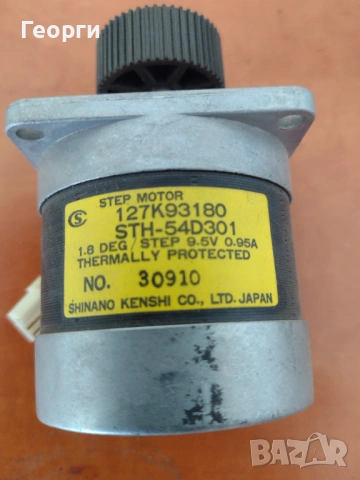 Георги
STEP MOTOR
127K93180
STH-54D301
1.8 DEG / STEP 9.5V 0.95A
THERMALLY PROTECTED
NO. 30910
SHINANO KENSHI CO., LTD. JAPAN
BAZAR